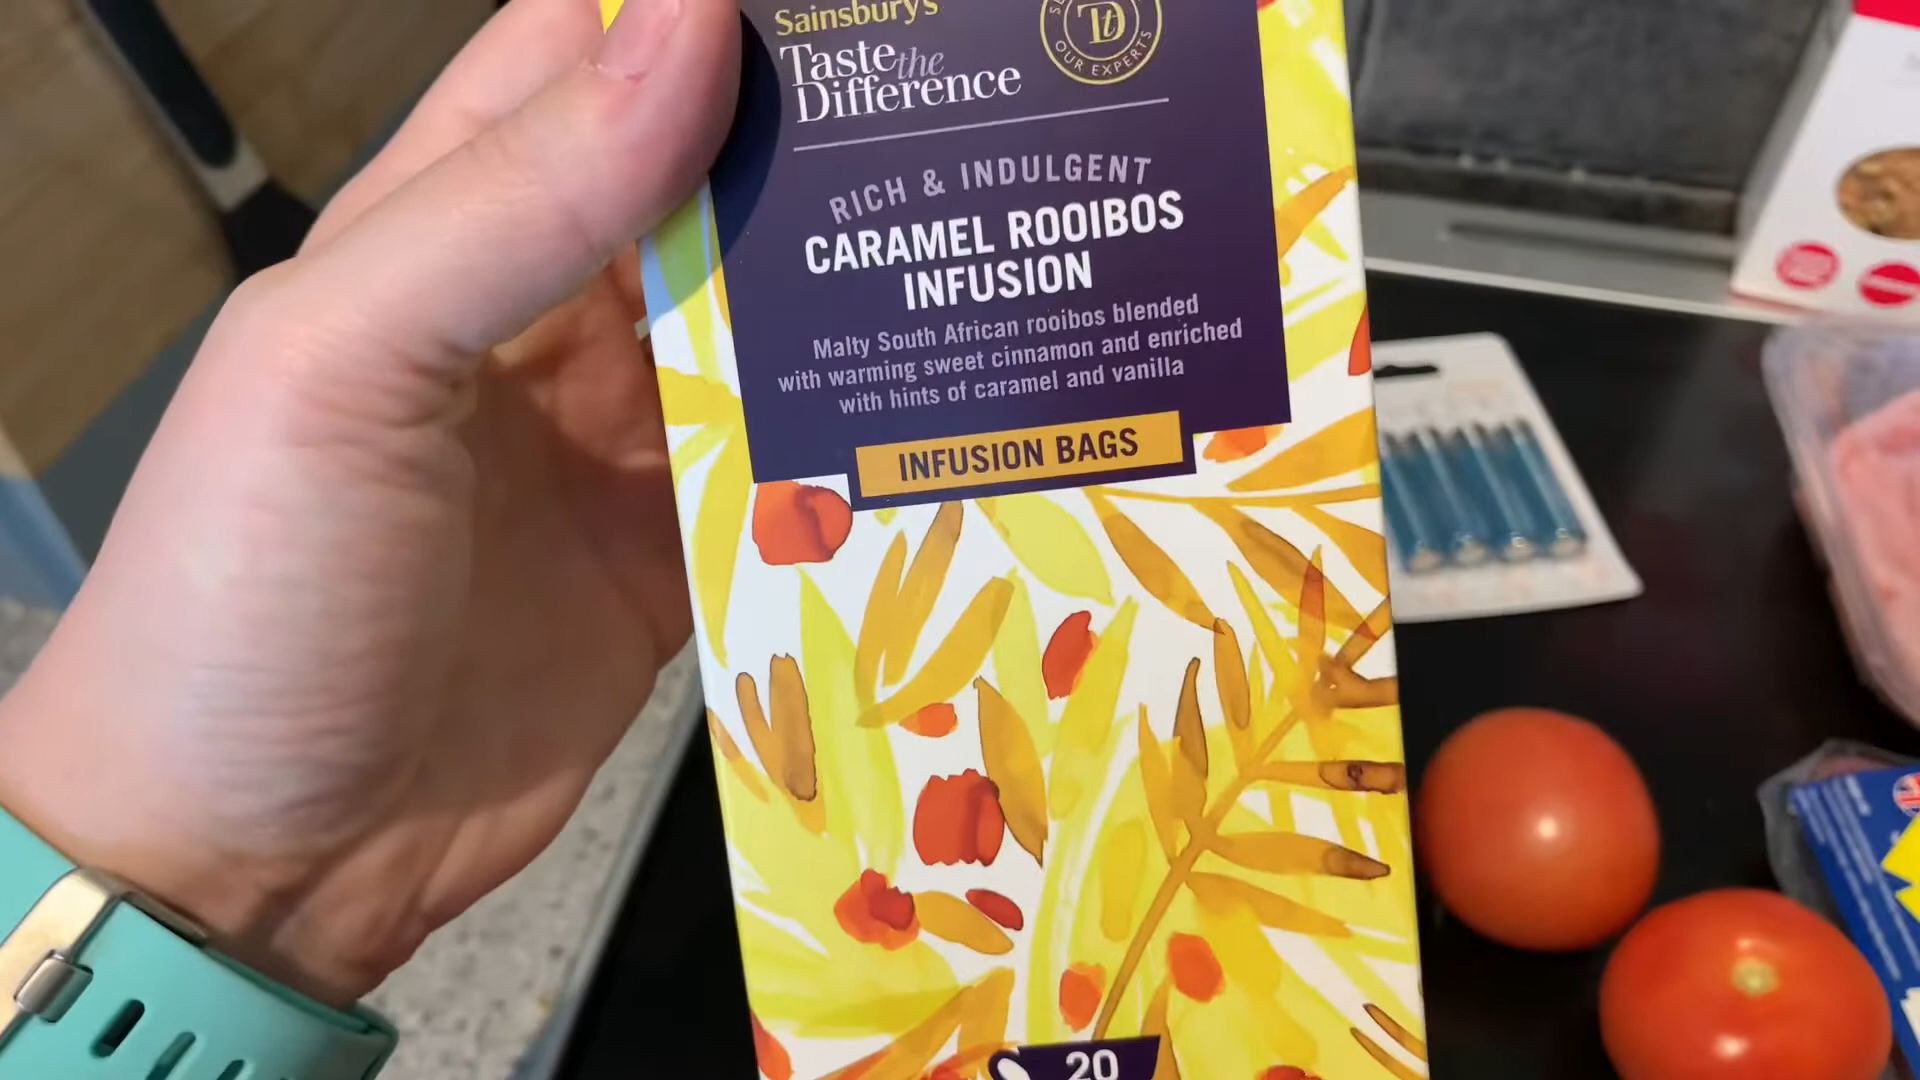 Sainsbury's
Taste the
Difference
OUR EXPERTS
RICH & INDULGENT
CARAMEL ROOIBOS
INFUSION
Malty South African rooibos blended
with warming sweet cinnamon and enriched
with hints of caramel and vanilla
INFUSION BAGS
20